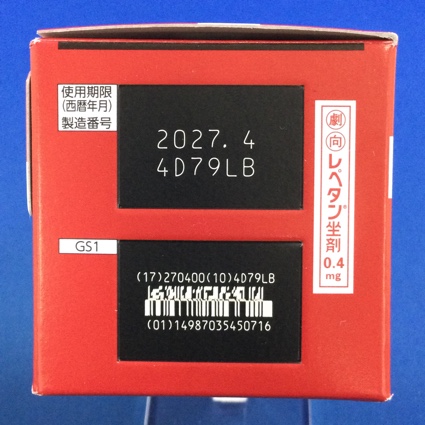 使用期限
(西暦年月)
製造番号
2027.4
4D79LB
劇
向
レペタン®坐剤
0.4
mg
GS1
(17)270400(10)4D79LB
(01)14987035450716